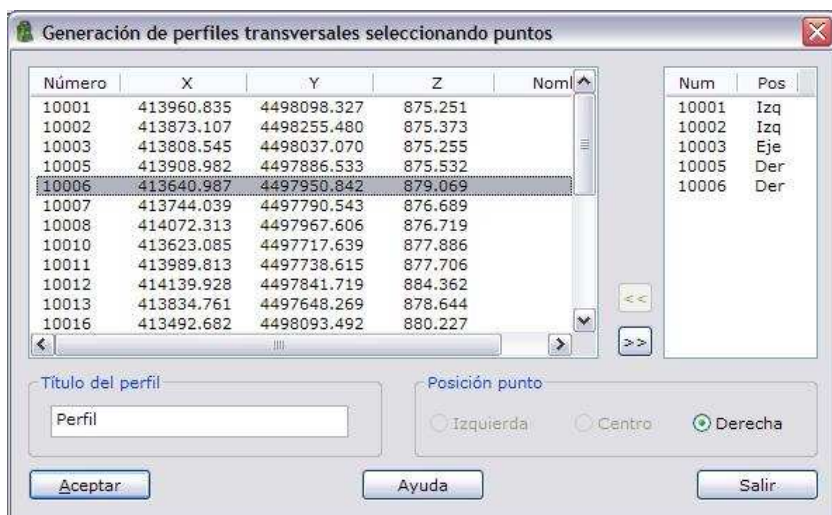 Generación de perfiles transversales seleccionando puntos
Número X Y Z Noml
10001 413960.835 4498098.327 875.251
10002 413873.107 4498255.480 875.373
10003 413808.545 4498037.070 875.255
10005 413908.982 4497886.533 875.532
10006 413640.987 4497950.842 879.069
10007 413744.039 4497790.543 876.689
10008 414072.313 4497967.606 876.719
10010 413623.085 4497717.639 877.886
10011 413989.813 4497738.615 877.706
10012 414139.928 4497841.719 884.362
10013 413834.761 4497648.269 878.644
10016 413492.682 4498093.492 880.227
<<
>>
Num Pos
10001 Izq
10002 Izq
10003 Eje
10005 Der
10006 Der
Título del perfil
Perfil
Posición punto
Izquierda Centro Derecha
Aceptar Ayuda Salir